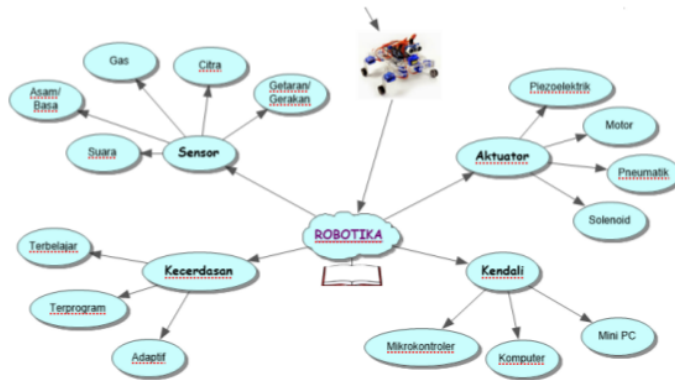 Gas
Citra
Asam/
Basa
Getaran/
Gerakan
Suara
Sensor
Piezoelektrik
Motor
Aktuator
Pneumatik
Solenoid
ROBOTIKA
Terbelajar
Kecerdasan
Terprogram
Adaptif
Kendali
Mikrokontroler
Komputer
Mini PC